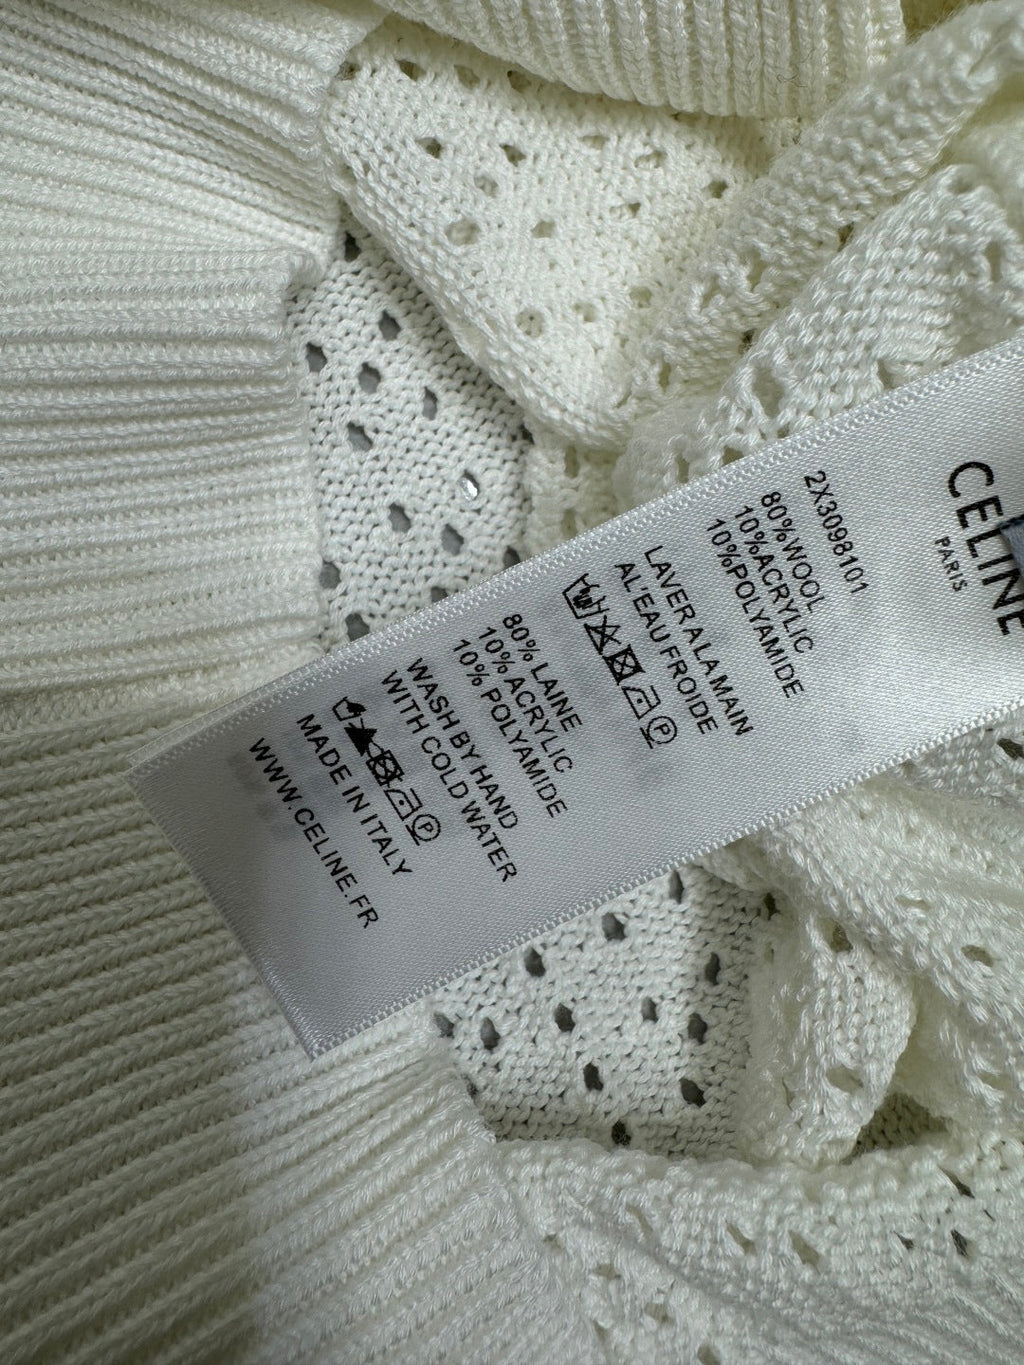 CELINE
PARIS
2X3098101
80%WOOL
10%ACRYLIC
10%POLYAMIDE
LAVER A LA MAIN
AL'EAU FROIDE
P
80% LAINE
10% ACRYLIC
10% POLYAMIDE
WASH BY HAND
WITH COLD WATER
P
MADE IN ITALY
WWW.CELINE.FR